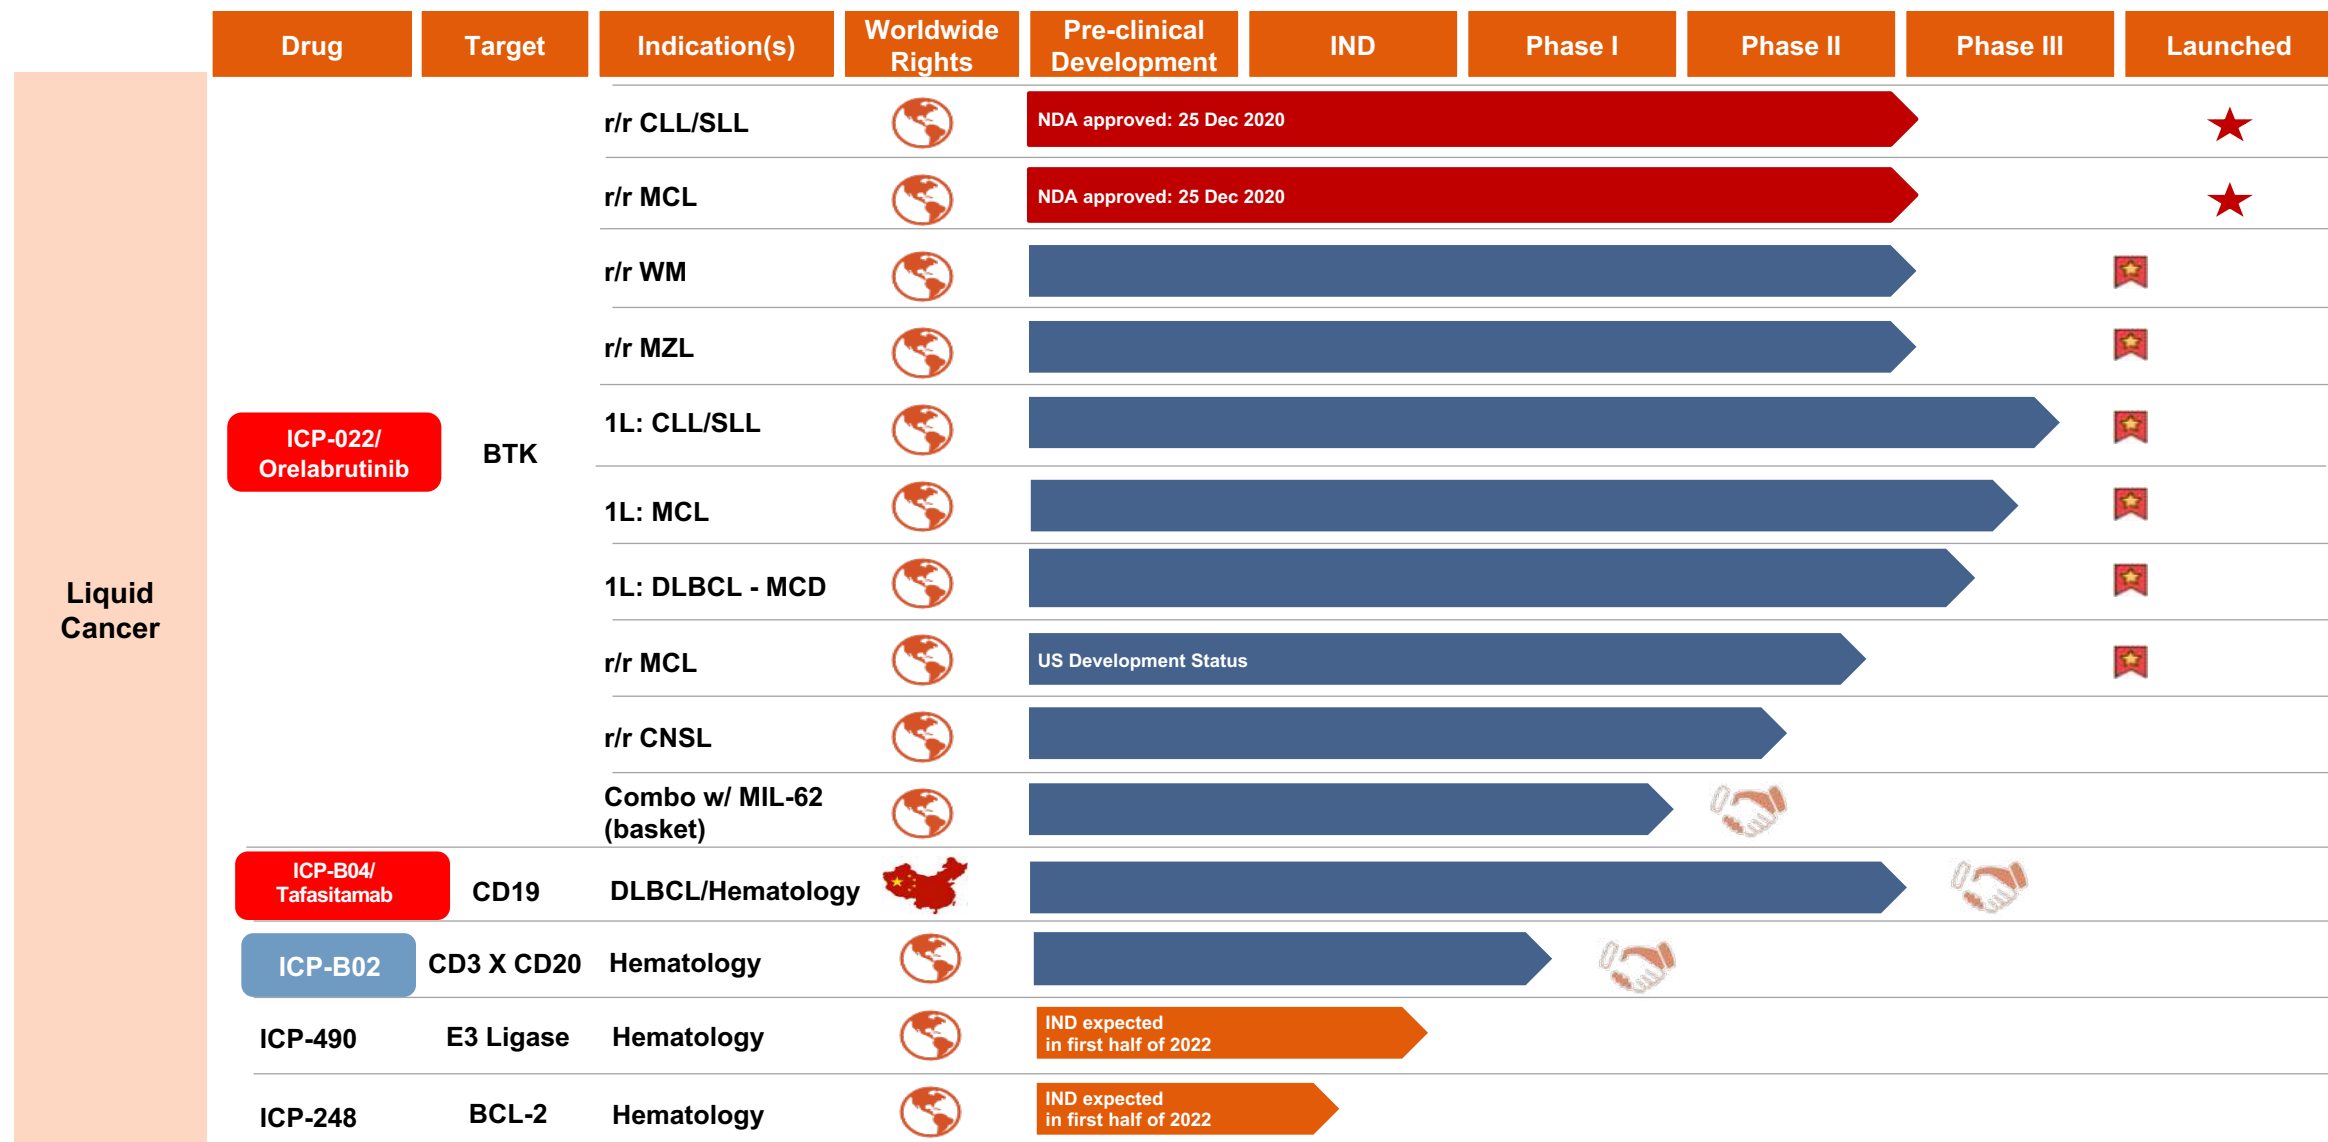 Drug
Target
Indication(s)
Worldwide
Rights
Pre-clinical
Development
IND
Phase I
Phase II
Phase III
Launched
Liquid
Cancer
ICP-022/
Orelabrutinib
BTK
r/r CLL/SLL
NDA approved: 25 Dec 2020
r/r MCL
NDA approved: 25 Dec 2020
r/r WM
r/r MZL
1L: CLL/SLL
1L: MCL
1L: DLBCL - MCD
r/r MCL
US Development Status
r/r CNSL
Combo w/ MIL-62
(basket)
ICP-B04/
Tafasitamab
CD19
DLBCL/Hematology
ICP-B02
CD3 X CD20
Hematology
ICP-490
E3 Ligase
Hematology
IND expected
in first half of 2022
ICP-248
BCL-2
Hematology
IND expected
in first half of 2022